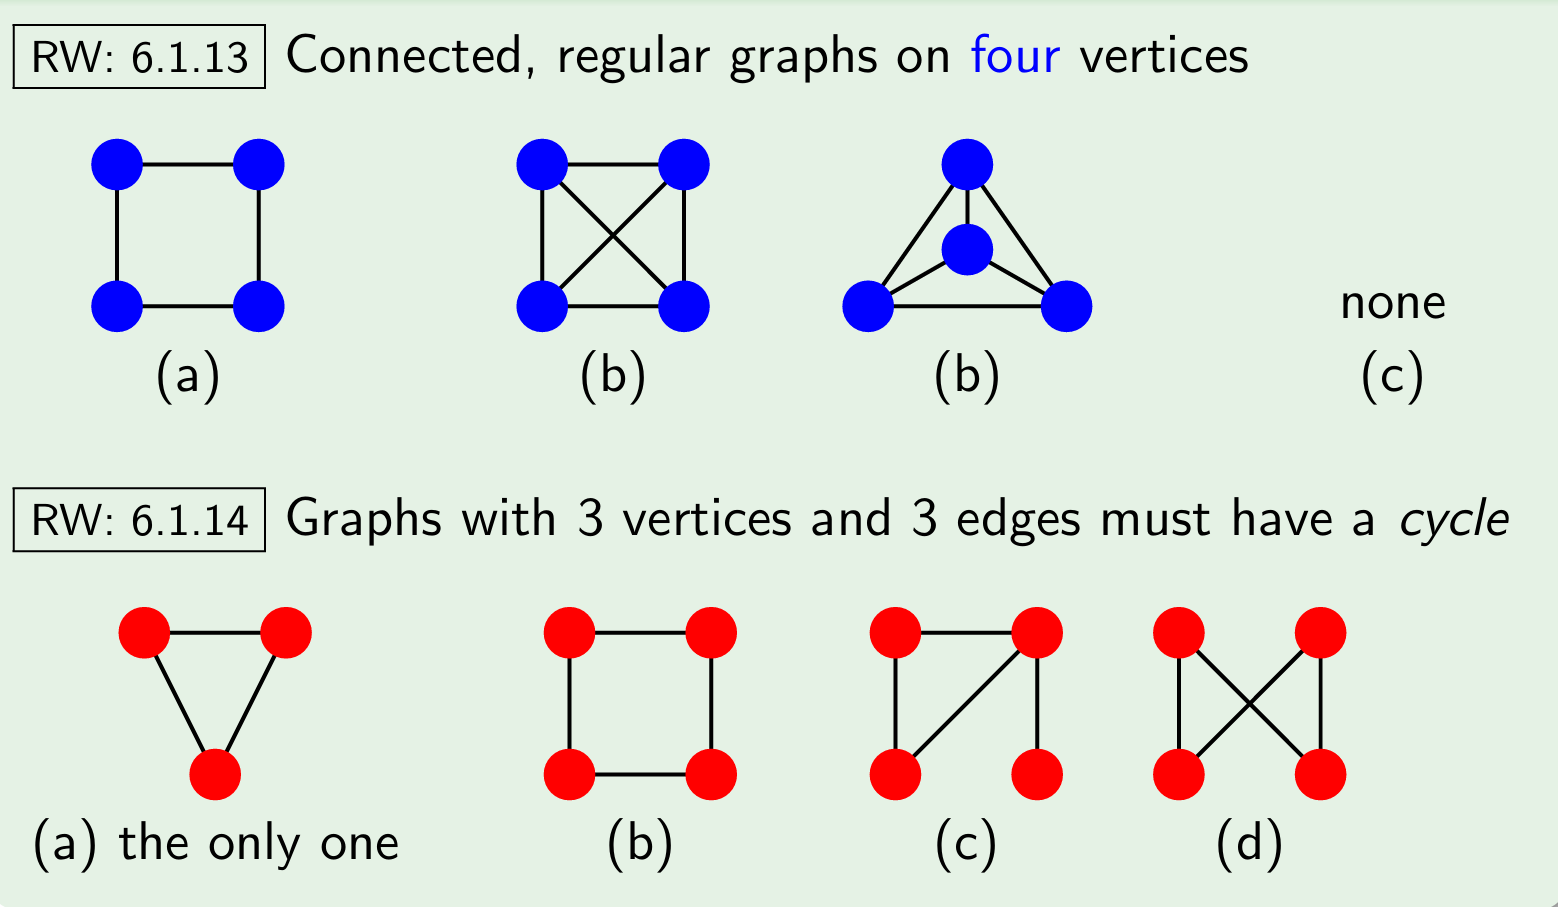 RW: 6.1.13 Connected, regular graphs on four vertices
none
(a) (b) (b) (c)
RW: 6.1.14 Graphs with 3 vertices and 3 edges must have a cycle
(a) the only one (b) (c) (d)